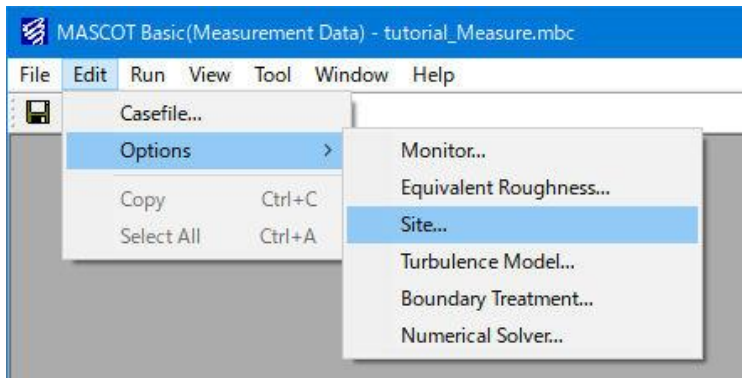 MASCOT Basic(Measurement Data) - tutorial_Measure.mbc
File Edit Run View Tool Window Help
Casefile...
Options >
Copy Ctrl+C
Select All Ctrl+A
Monitor...
Equivalent Roughness...
Site...
Turbulence Model...
Boundary Treatment...
Numerical Solver...